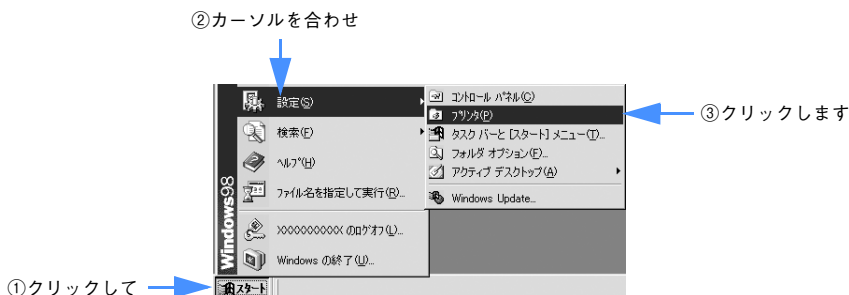 ②カーソルを合わせ
設定(S)
検索(F)
ﾍﾙﾌﾟ(H)
ファイル名を指定して実行(R)...
XXXXXXXXXX のﾛｸﾞｵﾌ(L)...
Windows の終了(U)...
Windows98
ｺﾝﾄﾛｰﾙ ﾊﾟﾈﾙ(C)
ﾌﾟﾘﾝﾀ(P)
タスク バーと [スタート] メニュー(T)...
フォルダ オプション(F)...
アクティブ デスクトップ(A)
Windows Update...
③クリックします
①クリックして
スタート